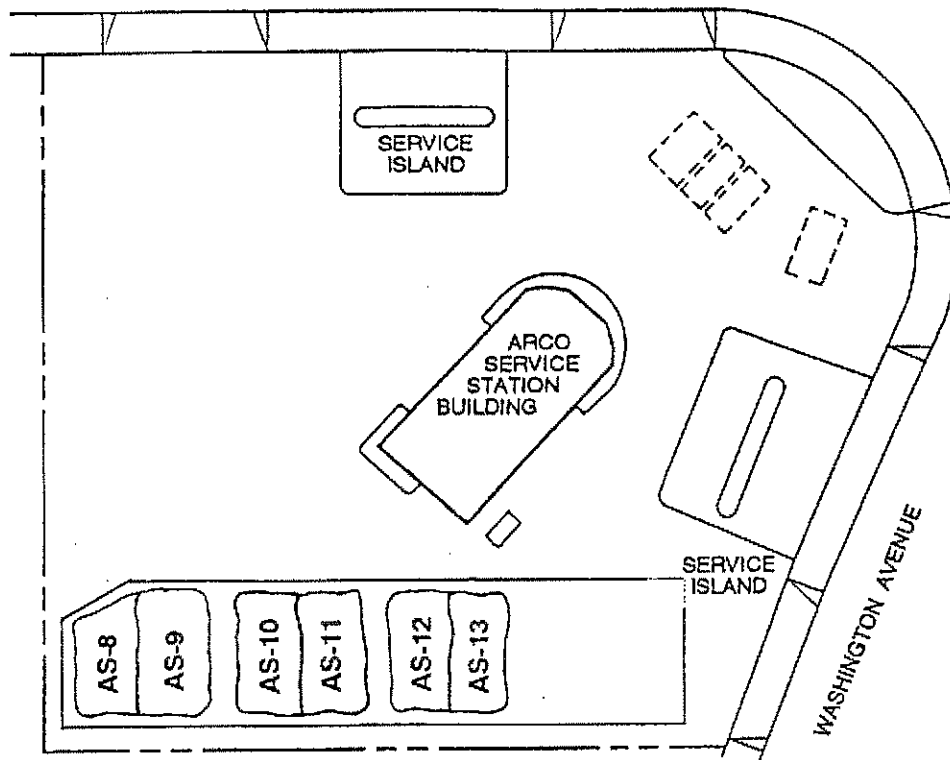 SERVICE
ISLAND
ARCO
SERVICE
STATION
BUILDING
SERVICE
ISLAND
WASHINGTON AVENUE
AS-8
AS-9
AS-10
AS-11
AS-12
AS-13